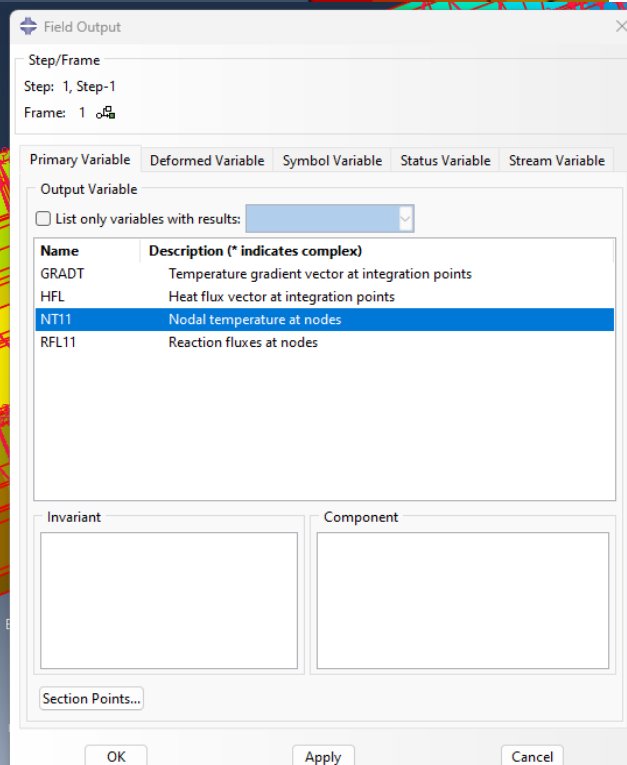 Field Output
Step/Frame
Step: 1, Step-1
Frame: 1
Primary Variable Deformed Variable Symbol Variable Status Variable Stream Variable
Output Variable
List only variables with results:
Name Description (* indicates complex)
GRADT Temperature gradient vector at integration points
HFL Heat flux vector at integration points
NT11 Nodal temperature at nodes
RFL11 Reaction fluxes at nodes
Invariant Component
Section Points...
OK Apply Cancel